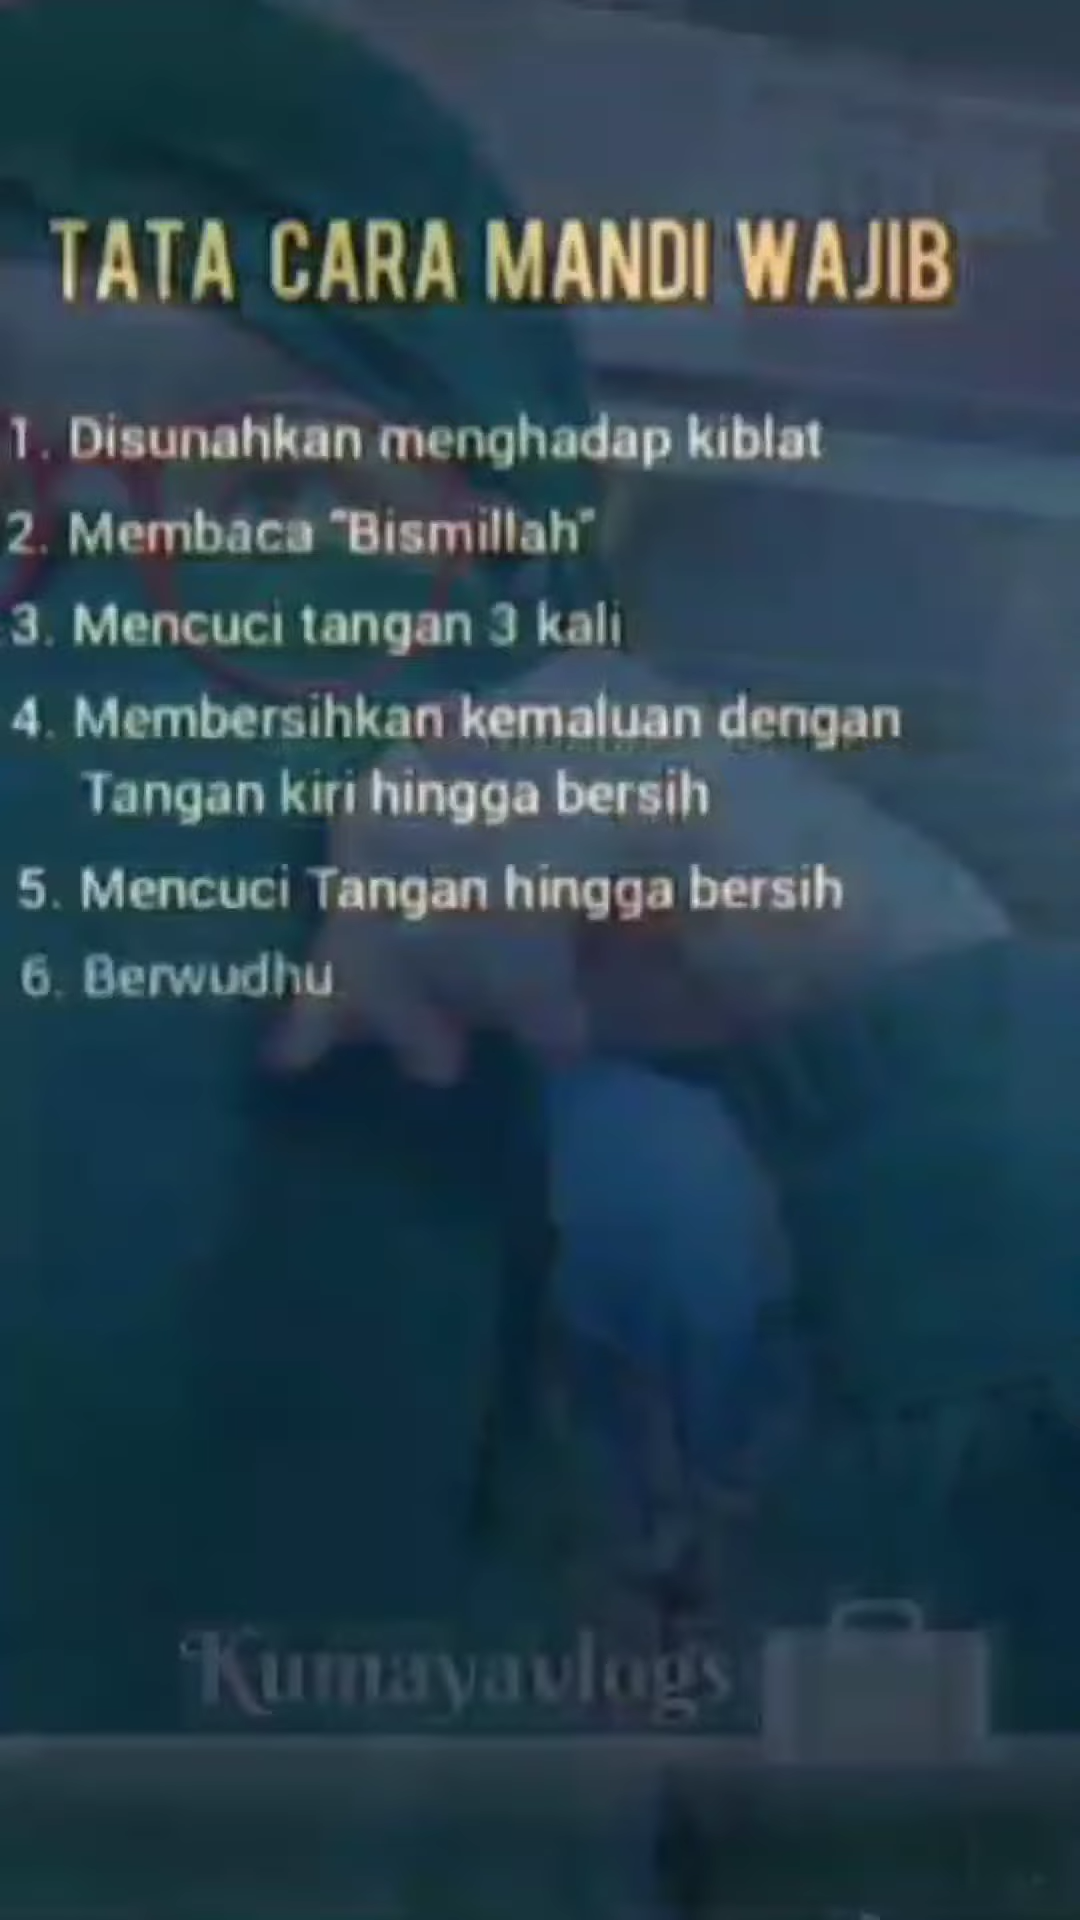 TATA CARA MANDI WAJIB
1. Disunahkan menghadap kiblat
2. Membaca "Bismillah"
3. Mencuci tangan 3 kali
4. Membersihkan kemaluan dengan
Tangan kiri hingga bersih
5. Mencuci Tangan hingga bersih
6. Berwudhu
Kumayavlogs